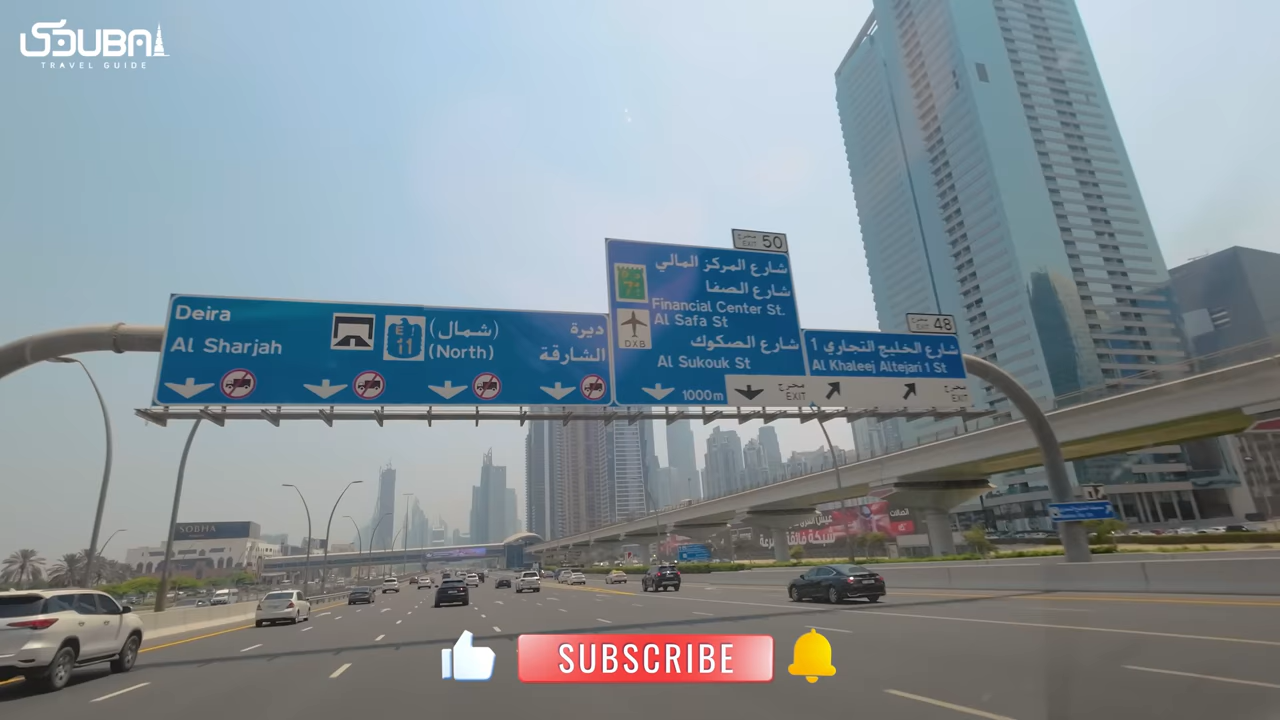 دبي DUBAI
TRAVEL GUIDE
Deira
Al Sharjah
E 11
(شمال)
(North)
ديرة
الشارقة
مخرج
EXIT 50
شارع المركز المالي
شارع الصفا
Financial Center St.
Al Safa St
DXB
شارع الصكوك
Al Sukouk St
1000m
مخرج
EXIT
مخرج
EXIT 48
شارع الخليج التجاري 1
Al Khaleej Altejari 1 St
مخرج
EXIT
SOBHA
اتصالات
SUBSCRIBE